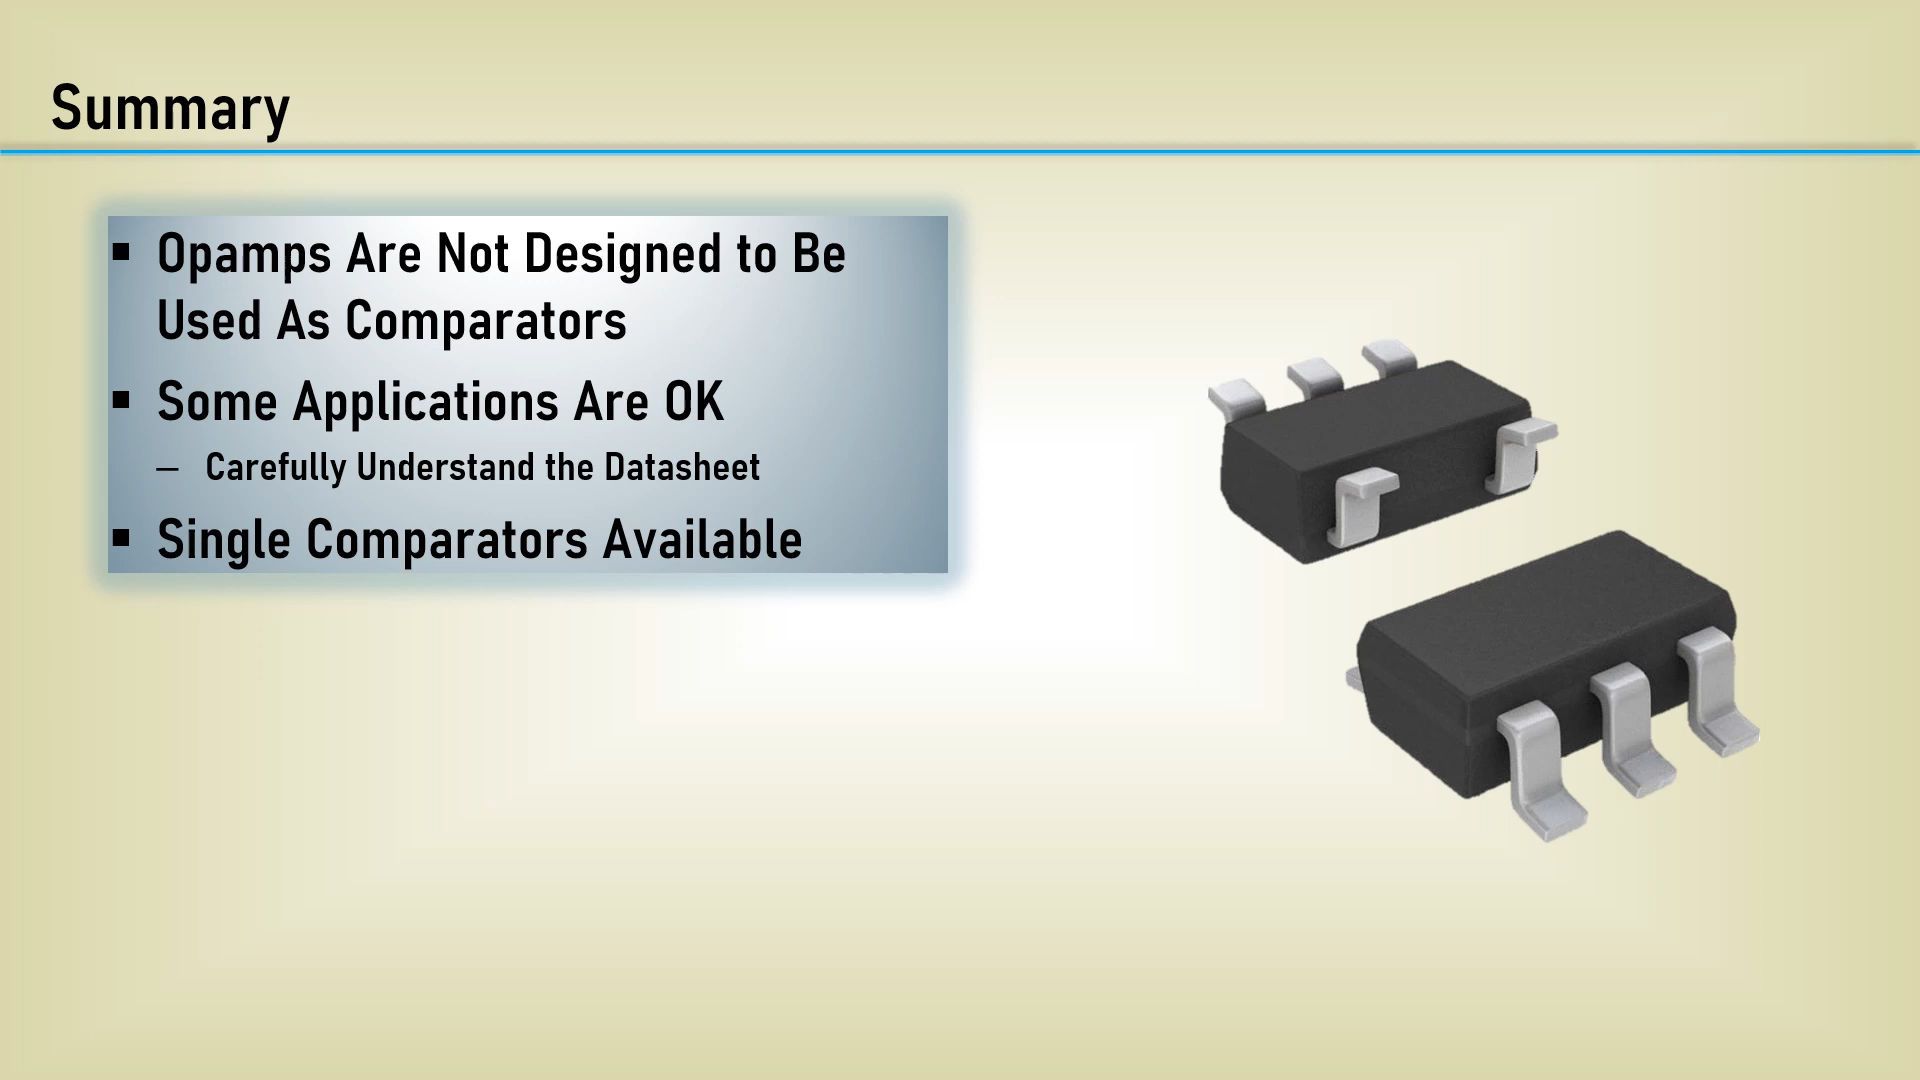 Summary
▪ Opamps Are Not Designed to Be
Used As Comparators
▪ Some Applications Are OK
– Carefully Understand the Datasheet
▪ Single Comparators Available